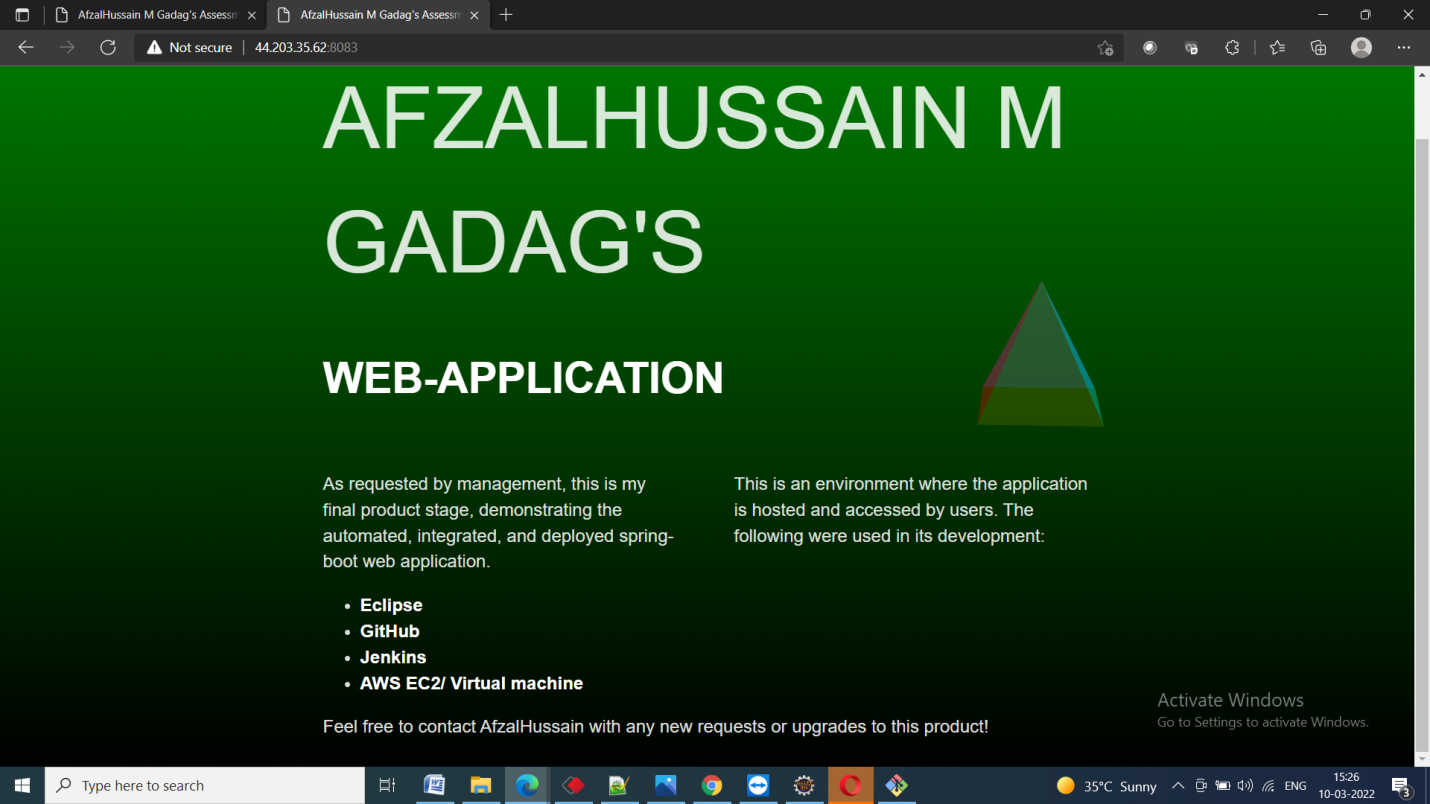 AfzalHussain M Gadag's Assessm
AfzalHussain M Gadag's Assessm
Not secure
44.203.35.62:8083
AFZALHUSSAIN M
GADAG'S
WEB-APPLICATION
As requested by management, this is my
final product stage, demonstrating the
automated, integrated, and deployed spring-
boot web application.
This is an environment where the application
is hosted and accessed by users. The
following were used in its development:
• Eclipse
• GitHub
• Jenkins
• AWS EC2/ Virtual machine
Feel free to contact AfzalHussain with any new requests or upgrades to this product!
Activate Windows
Go to Settings to activate Windows.
Type here to search
35°C Sunny
ENG
15:26
10-03-2022
3